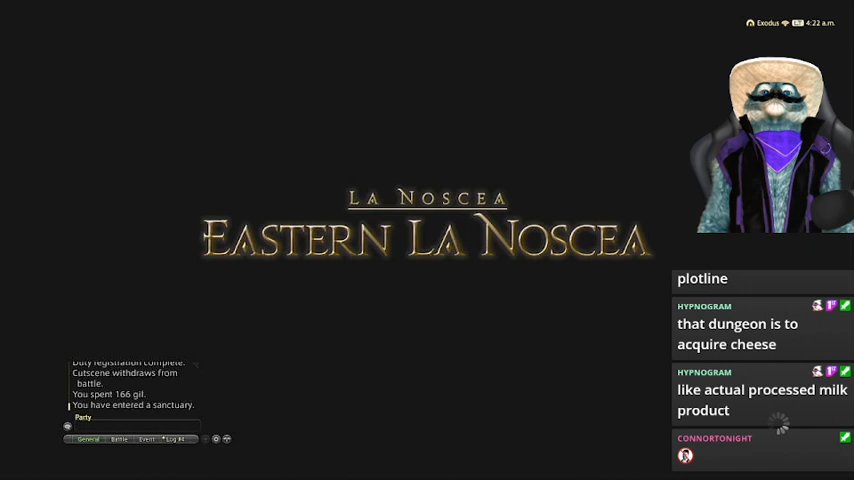 Exodus LT 4:22 a.m.
LA NOSCEA
EASTERN LA NOSCEA
plotline
HYPNOGRAM
that dungeon is to
acquire cheese
HYPNOGRAM
like actual processed milk
product
CONNORTONIGHT
Duty registration complete.
Cutscene withdraws from
battle.
You spent 166 gil.
You have entered a sanctuary.
Party
General Battle Event Log #4